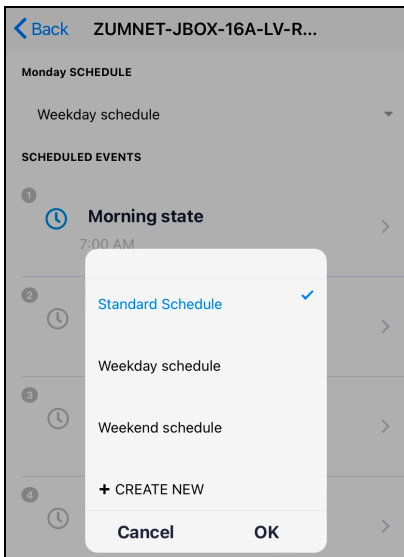 Back ZUMNET-JBOX-16A-LV-R...
Monday SCHEDULE
Weekday schedule
SCHEDULED EVENTS
1
Morning state
7:00 AM
2
Standard Schedule
Weekday schedule
3
Weekend schedule
+ CREATE NEW
4
Cancel OK